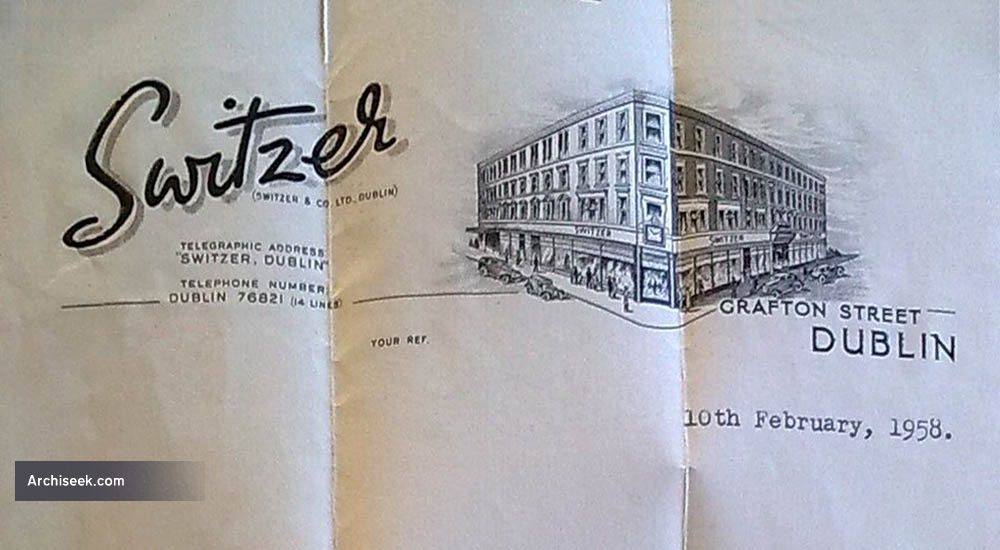 Switzer
(SWITZER & CO. LTD., DUBLIN)
TELEGRAPHIC ADDRESS
"SWITZER, DUBLIN"
TELEPHONE NUMBER
DUBLIN 76821 (14 LINES)
SWITZER
SWITZER
GRAFTON STREET
DUBLIN
YOUR REF.
10th February, 1958.
Archiseek.com